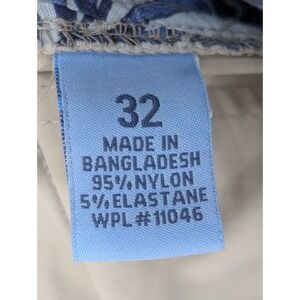 32
MADE IN
BANGLADESH
95% NYLON
5% ELASTANE
WPL#11046